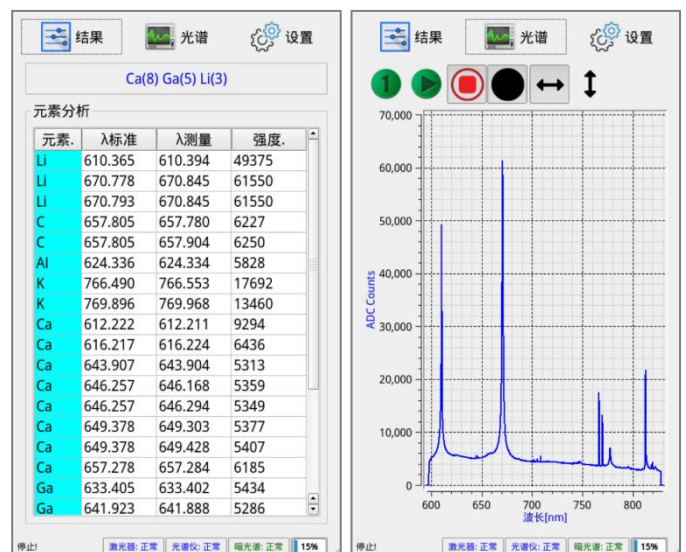 结果 光谱 设置
Ca(8) Ga(5) Li(3)
元素分析
元素. λ标准 λ测量 强度.
Li 610.365 610.394 49375
Li 670.778 670.845 61550
Li 670.793 670.845 61550
C 657.805 657.780 6227
C 657.805 657.904 6250
Al 624.336 624.334 5828
K 766.490 766.553 17692
K 769.896 769.968 13460
Ca 612.222 612.211 9294
Ca 616.217 616.224 6436
Ca 643.907 643.904 5313
Ca 646.257 646.168 5359
Ca 646.257 646.294 5349
Ca 649.378 649.303 5377
Ca 649.378 649.428 5407
Ca 657.278 657.284 6185
Ga 633.405 633.402 5434
Ga 641.923 641.888 5286
停止! 激光器: 正常 光谱仪: 正常 暗光谱: 正常 15%
结果 光谱 设置
1
70,000
60,000
50,000
40,000
30,000
20,000
10,000
0
ADC Counts
600 650 700 750 800
波长[nm]
停止! 激光器: 正常 光谱仪: 正常 暗光谱: 正常 15%